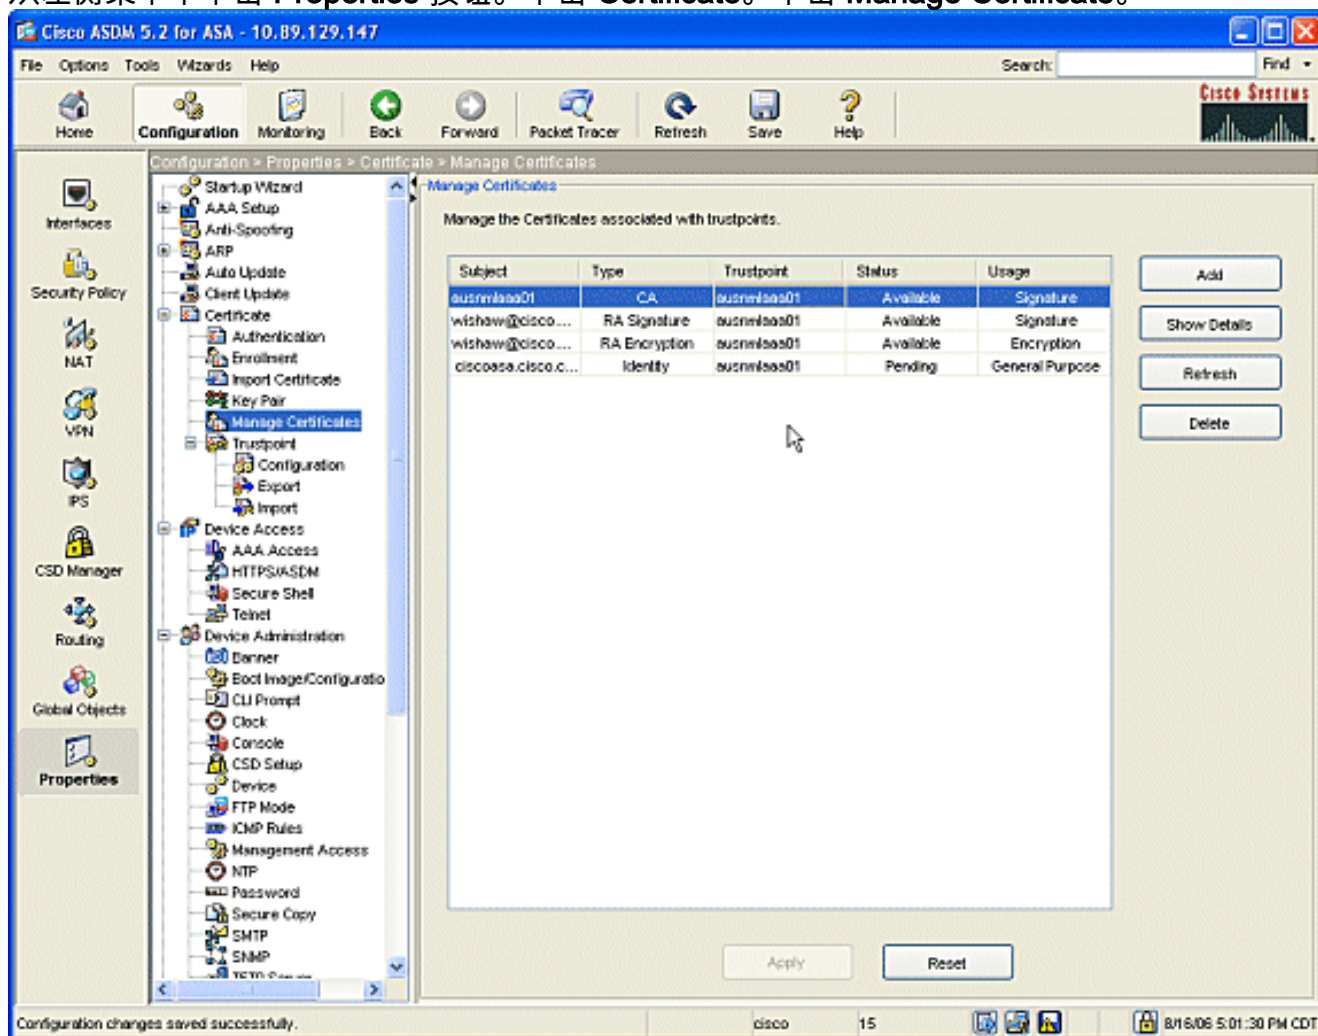 Properties
Certificate
Manage Certificate
Cisco ASDM 5.2 for ASA - 10.89.129.147
File Options Tools Wizards Help
Search:
Find
Home
Configuration
Monitoring
Back
Forward
Packet Tracer
Refresh
Save
Help
CISCO SYSTEMS
Configuration > Properties > Certificate > Manage Certificates
Interfaces
Security Policy
NAT
VPN
IPS
CSD Manager
Routing
Global Objects
Properties
Startup Wizard
AAA Setup
Anti-Spoofing
ARP
Auto Update
Client Update
Certificate
Authentication
Enrollment
Import Certificate
Key Pair
Manage Certificates
Trustpoint
Configuration
Export
Import
Device Access
AAA Access
HTTPS/ASDM
Secure Shell
Telnet
Device Administration
Banner
Boot Image/Configuratio
CLI Prompt
Clock
Console
CSD Setup
Device
FTP Mode
ICMP Rules
Management Access
NTP
Password
Secure Copy
SMTP
SNMP
Manage Certificates
Manage the Certificates associated with trustpoints.
Subject Type Trustpoint Status Usage
ausnmlaaa01 CA ausnmlaaa01 Available Signature
wishaw@cisco.... RA Signature ausnmlaaa01 Available Signature
wishaw@cisco.... RA Encryption ausnmlaaa01 Available Encryption
ciscoasa.cisco.c... Identity ausnmlaaa01 Pending General Purpose
Add
Show Details
Refresh
Delete
Apply
Reset
Configuration changes saved successfully.
cisco
15
8/16/06 5:01:30 PM CDT